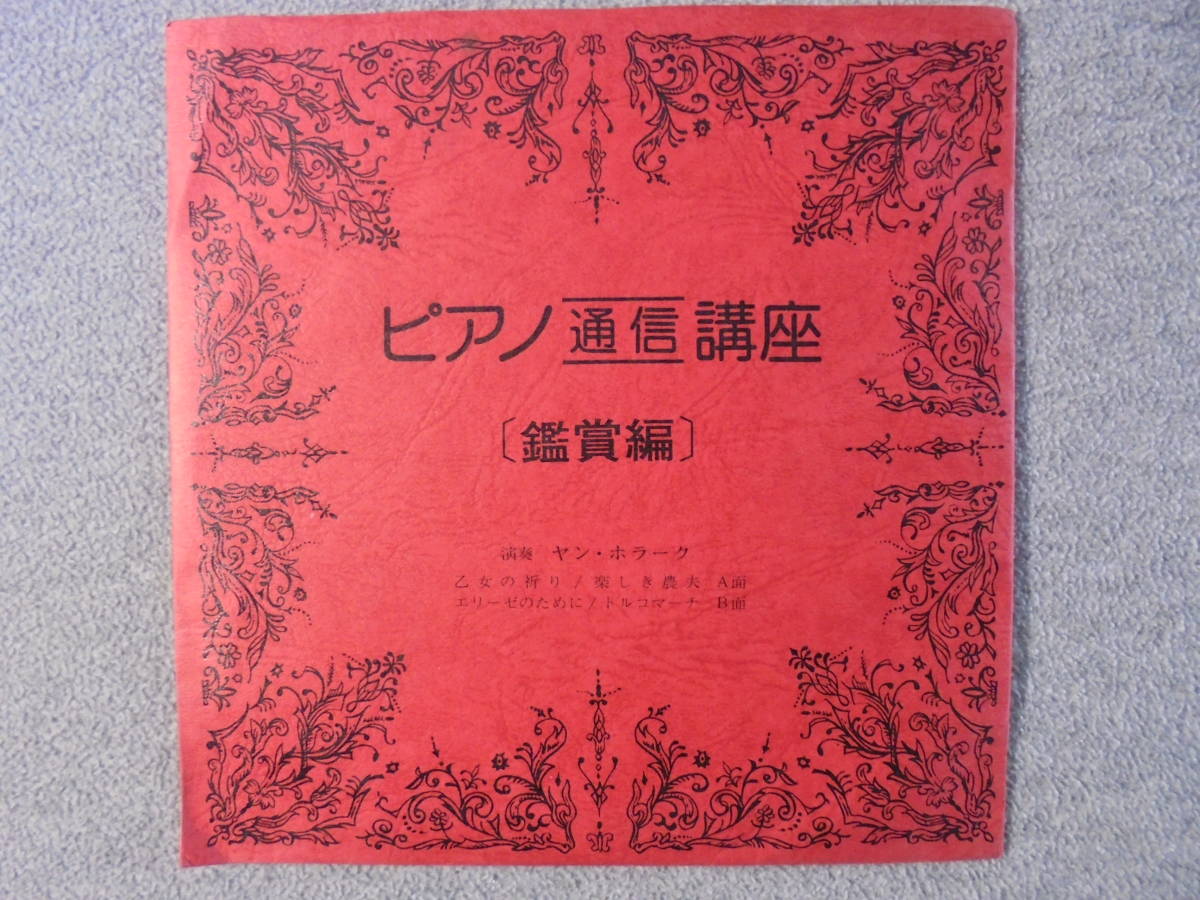 ピアノ通信講座
〔鑑賞編〕
演奏 ヤン・ホラーク
乙女の祈り/楽しき農夫 A面
エリーゼのために/トルコマーチ B面